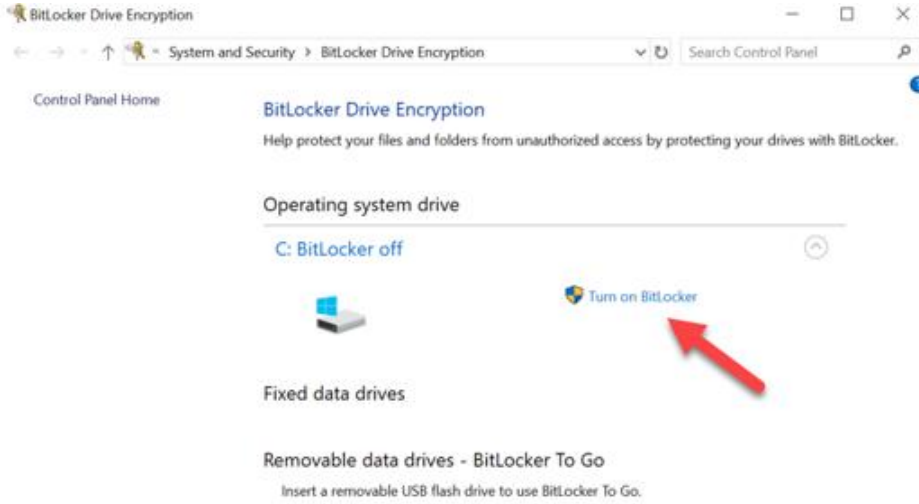 BitLocker Drive Encryption
System and Security > BitLocker Drive Encryption
Search Control Panel
Control Panel Home
BitLocker Drive Encryption
Help protect your files and folders from unauthorized access by protecting your drives with BitLocker.
Operating system drive
C: BitLocker off
Turn on BitLocker
Fixed data drives
Removable data drives - BitLocker To Go
Insert a removable USB flash drive to use BitLocker To Go.